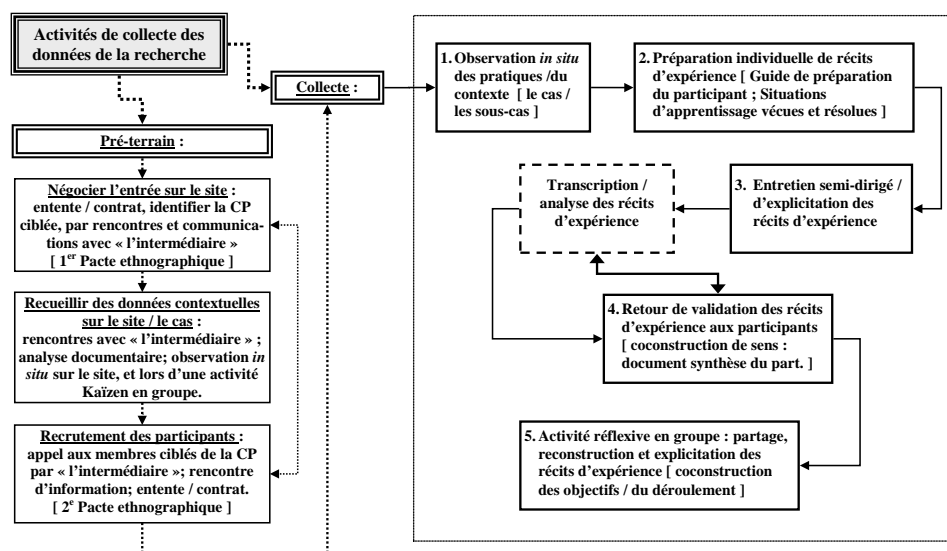 Activités de collecte des
données de la recherche
Pré-terrain :
Négocier l’entrée sur le site :
entente / contrat, identifier la CP
ciblée, par rencontres et communica-
tions avec « l’intermédiaire »
[ 1er Pacte ethnographique ]
Recueillir des données contextuelles
sur le site / le cas :
rencontres avec « l’intermédiaire » ;
analyse documentaire; observation in
situ sur le site, et lors d’une activité
Kaïzen en groupe.
Recrutement des participants :
appel aux membres ciblés de la CP
par « l’intermédiaire »; rencontre
d’information; entente / contrat.
[ 2e Pacte ethnographique ]
Collecte :
1. Observation in situ
des pratiques /du
contexte [ le cas /
les sous-cas ]
2. Préparation individuelle de récits
d’expérience [ Guide de préparation
du participant ; Situations
d’apprentissage vécues et résolues ]
3. Entretien semi-dirigé /
d’explicitation des
récits d’expérience
Transcription /
analyse des récits
d’expérience
4. Retour de validation des récits
d’expérience aux participants
[ coconstruction de sens :
document synthèse du part. ]
5. Activité réflexive en groupe : partage,
reconstruction et explicitation des
récits d’expérience [ coconstruction
des objectifs / du déroulement ]